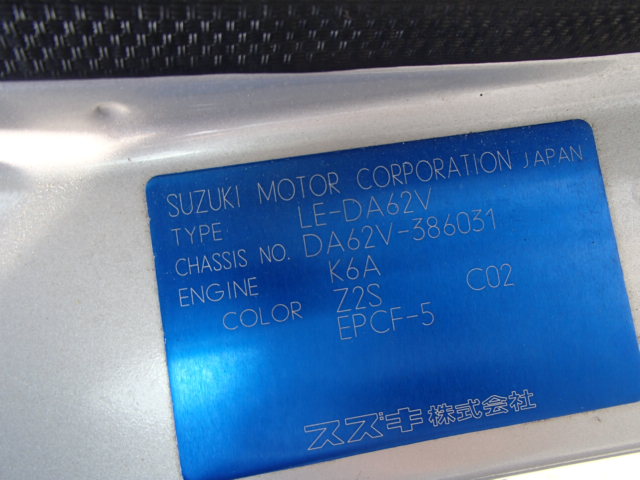 SUZUKI MOTOR CORPORATION JAPAN
TYPE LE-DA62V
CHASSIS NO. DA62V-386031
ENGINE K6A
COLOR Z2S C02
EPCF-5
スズキ株式会社